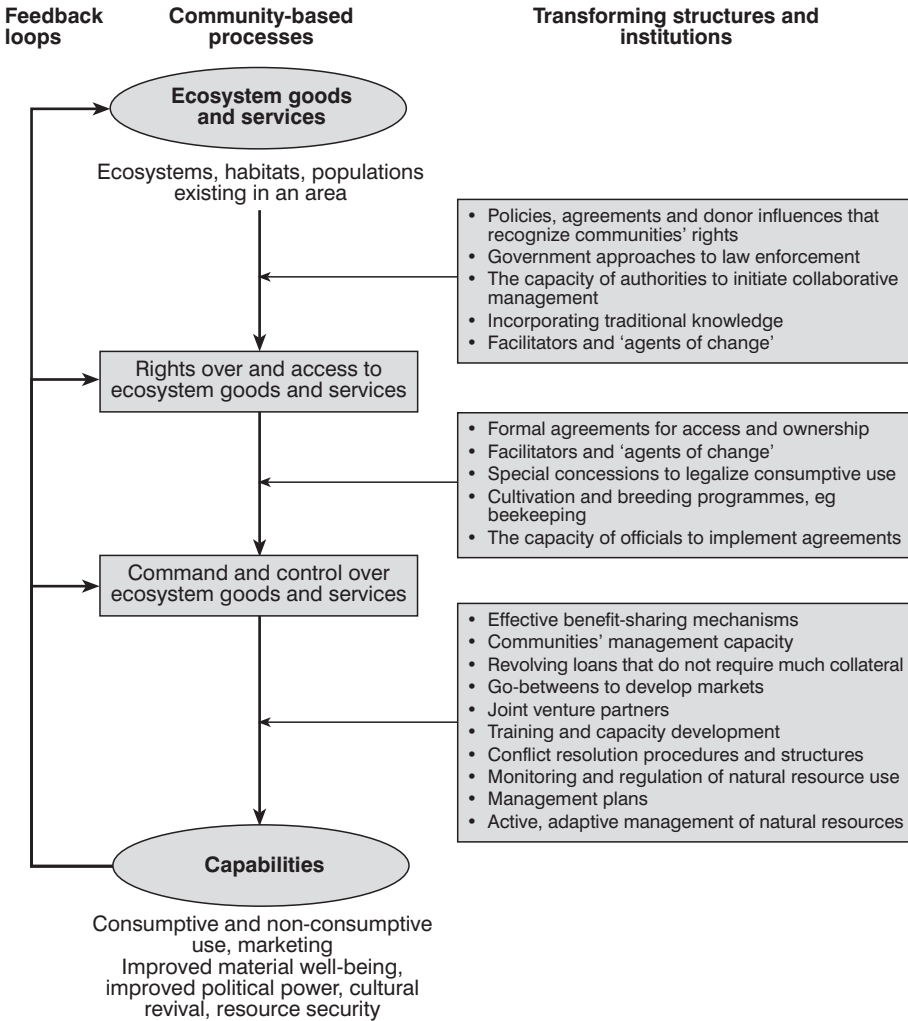 Feedback
loops
Community-based
processes
Transforming structures and
institutions
Ecosystem goods
and services
Ecosystems, habitats, populations
existing in an area
• Policies, agreements and donor influences that
recognize communities' rights
• Government approaches to law enforcement
• The capacity of authorities to initiate collaborative
management
• Incorporating traditional knowledge
• Facilitators and 'agents of change'
Rights over and access to
ecosystem goods and services
• Formal agreements for access and ownership
• Facilitators and 'agents of change'
• Special concessions to legalize consumptive use
• Cultivation and breeding programmes, eg
beekeeping
• The capacity of officials to implement agreements
Command and control over
ecosystem goods and services
• Effective benefit-sharing mechanisms
• Communities' management capacity
• Revolving loans that do not require much collateral
• Go-betweens to develop markets
• Joint venture partners
• Training and capacity development
• Conflict resolution procedures and structures
• Monitoring and regulation of natural resource use
• Management plans
• Active, adaptive management of natural resources
Capabilities
Consumptive and non-consumptive
use, marketing
Improved material well-being,
improved political power, cultural
revival, resource security